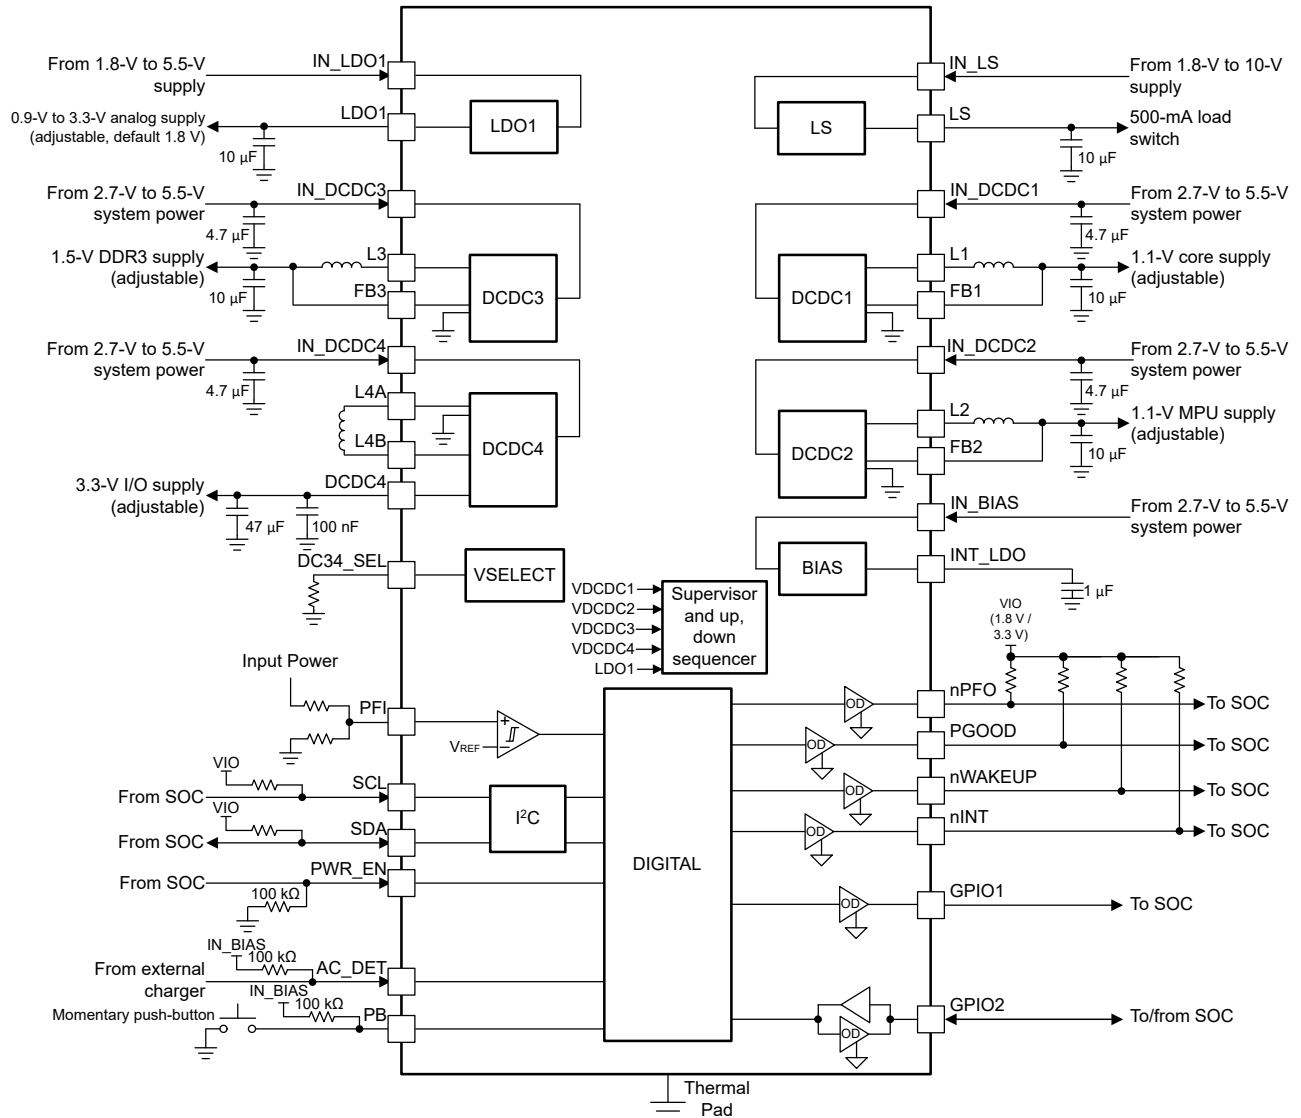 From 1.8-V to 5.5-V
supply
IN_LDO1
0.9-V to 3.3-V analog supply
(adjustable, default 1.8 V)
LDO1
LDO1
10 µF
From 2.7-V to 5.5-V
system power
IN_DCDC3
4.7 µF
1.5-V DDR3 supply
(adjustable)
L3
10 µF
FB3
DCDC3
From 2.7-V to 5.5-V
system power
IN_DCDC4
4.7 µF
L4A
L4B
DCDC4
DCDC4
3.3-V I/O supply
(adjustable)
47 µF
100 nF
DC34_SEL
VSELECT
IN_LS
From 1.8-V to 10-V
supply
LS
LS
500-mA load
switch
10 µF
IN_DCDC1
From 2.7-V to 5.5-V
system power
4.7 µF
L1
1.1-V core supply
(adjustable)
DCDC1
FB1
10 µF
IN_DCDC2
From 2.7-V to 5.5-V
system power
4.7 µF
L2
1.1-V MPU supply
(adjustable)
DCDC2
FB2
10 µF
IN_BIAS
From 2.7-V to 5.5-V
system power
BIAS
INT_LDO
1 µF
VDCDC1
VDCDC2
VDCDC3
VDCDC4
LDO1
Supervisor
and up,
down
sequencer
VIO
(1.8 V /
3.3 V)
Input Power
PFI
+
−
VREF
VIO
From SOC
SCL
VIO
From SOC
SDA
I²C
From SOC
PWR_EN
100 kΩ
DIGITAL
IN_BIAS
100 kΩ
From external
charger
AC_DET
IN_BIAS
100 kΩ
Momentary push-button
PB
OD
nPFO
To SOC
OD
PGOOD
To SOC
OD
nWAKEUP
To SOC
OD
nINT
To SOC
OD
GPIO1
To SOC
OD
GPIO2
To/from SOC
Thermal
Pad